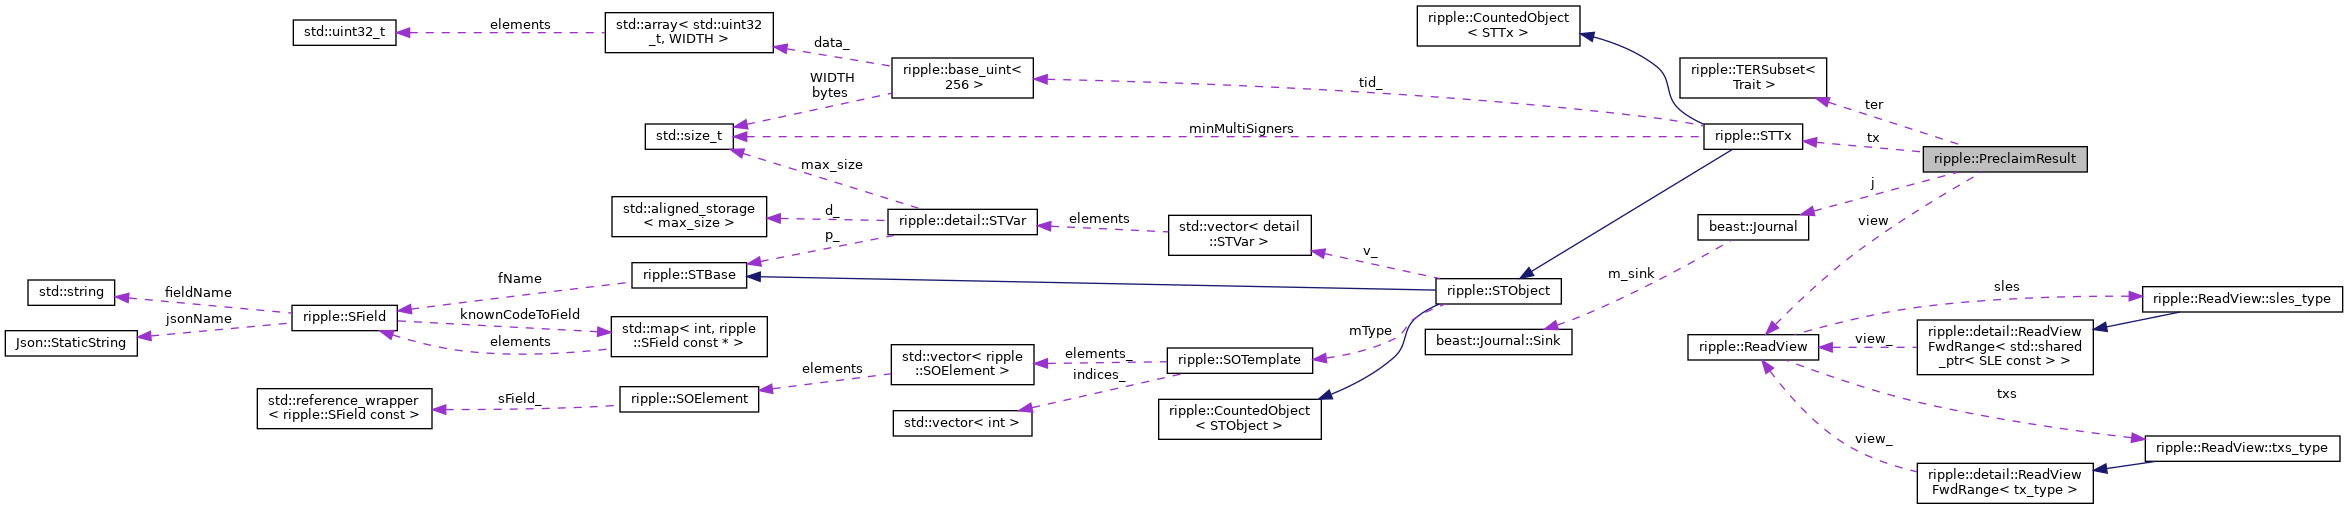 std::uint32_t
elements
std::array< std::uint32
_t, WIDTH >
data_
WIDTH
bytes
ripple::base_uint<
256 >
tid_
ripple::CountedObject
< STTx >
ripple::TERSubset<
Trait >
ter
std::size_t
minMultiSigners
ripple::STTx
tx
ripple::PreclaimResult
max_size
std::aligned_storage
< max_size >
d_
p_
ripple::detail::STVar
elements
std::vector< detail
::STVar >
v_
j
beast::Journal
view
m_sink
beast::Journal::Sink
ripple::STBase
fName
ripple::STObject
std::string
fieldName
Json::StaticString
jsonName
ripple::SField
knownCodeToField
elements
std::map< int, ripple
::SField const * >
mType
ripple::SOTemplate
elements_
indices_
std::vector< ripple
::SOElement >
elements
ripple::SOElement
sField_
std::reference_wrapper
< ripple::SField const >
std::vector< int >
ripple::CountedObject
< STObject >
ripple::ReadView
sles
ripple::ReadView::sles_type
view_
ripple::detail::ReadView
FwdRange< std::shared
_ptr< SLE const > >
txs
ripple::ReadView::txs_type
view_
ripple::detail::ReadView
FwdRange< tx_type >